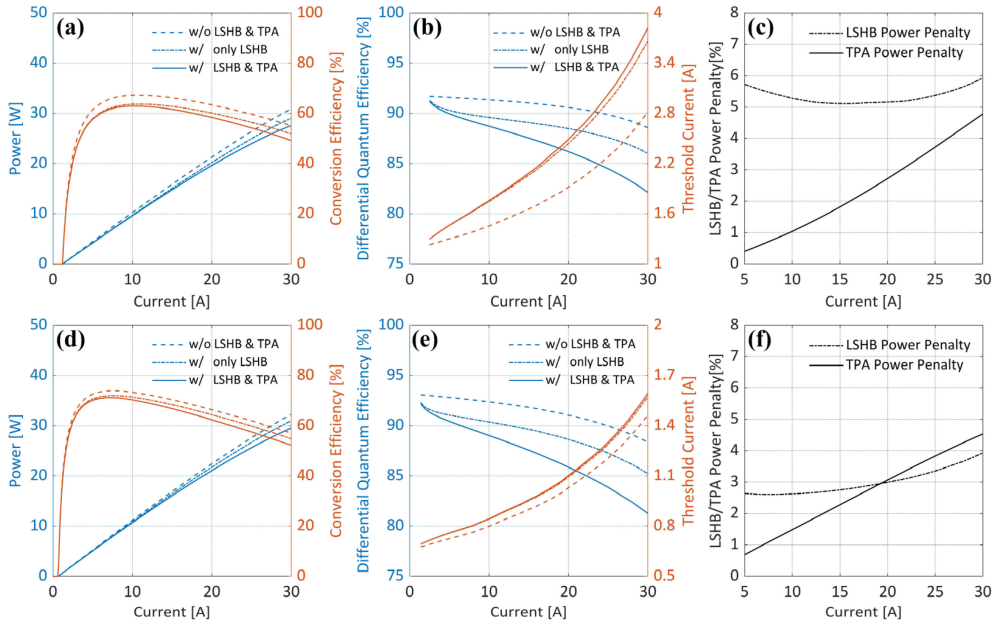 (a)
w/o LSHB & TPA
w/ only LSHB
w/ LSHB & TPA
Power [W]
50
40
30
20
10
0
Conversion Efficiency [%]
100
80
60
40
20
0
0 10 20 30
Current [A]
(b)
w/o LSHB & TPA
w/ only LSHB
w/ LSHB & TPA
Differential Quantum Efficiency [%]
100
95
90
85
80
75
Threshold Current [A]
4
3.4
2.8
2.2
1.6
1
0 10 20 30
Current [A]
(c)
LSHB Power Penalty
TPA Power Penalty
LSHB/TPA Power Penalty[%]
8
7
6
5
4
3
2
1
0
5 10 15 20 25 30
Current [A]
(d)
w/o LSHB & TPA
w/ only LSHB
w/ LSHB & TPA
Power [W]
50
40
30
20
10
0
Conversion Efficiency [%]
100
80
60
40
20
0
0 10 20 30
Current [A]
(e)
w/o LSHB & TPA
w/ only LSHB
w/ LSHB & TPA
Differential Quantum Efficiency [%]
100
95
90
85
80
75
Threshold Current [A]
2
1.7
1.4
1.1
0.8
0.5
0 10 20 30
Current [A]
(f)
LSHB Power Penalty
TPA Power Penalty
LSHB/TPA Power Penalty[%]
8
7
6
5
4
3
2
1
0
5 10 15 20 25 30
Current [A]